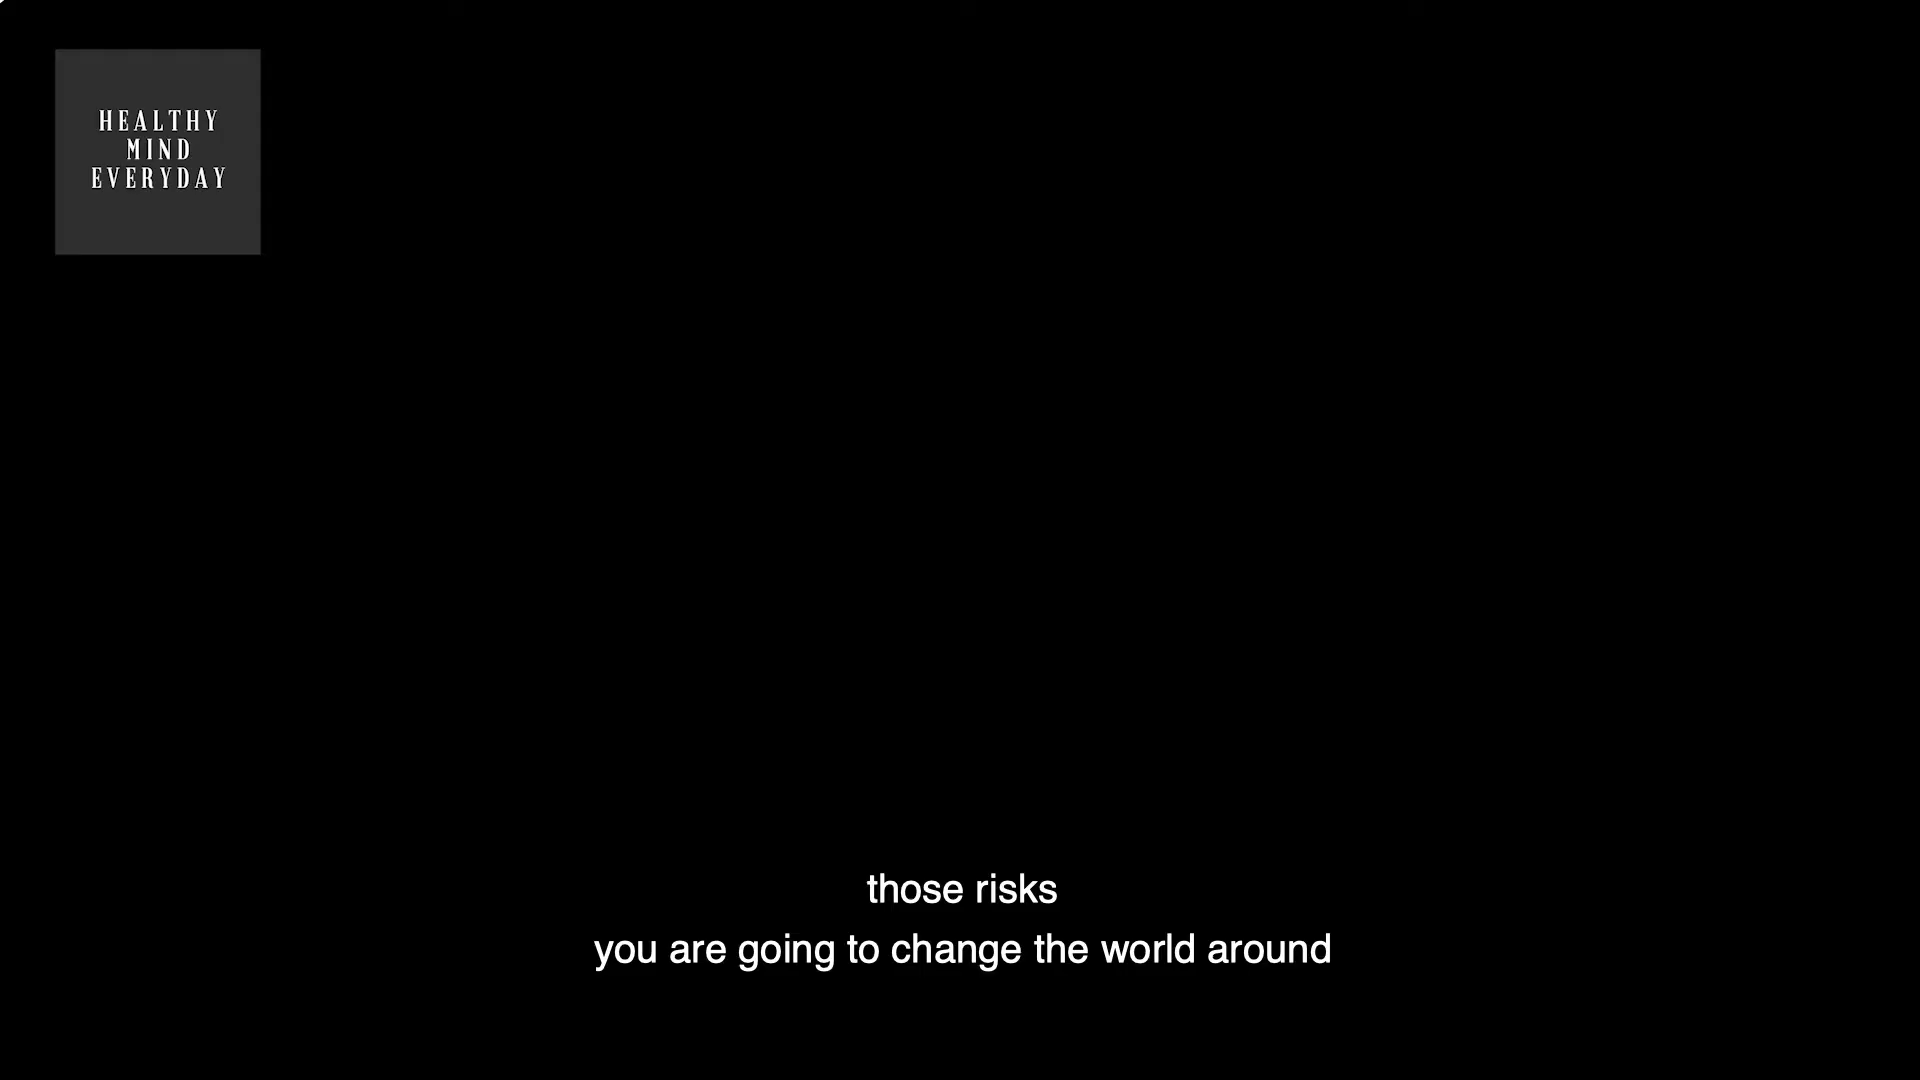 HEALTHY
MIND
EVERYDAY
those risks
you are going to change the world around